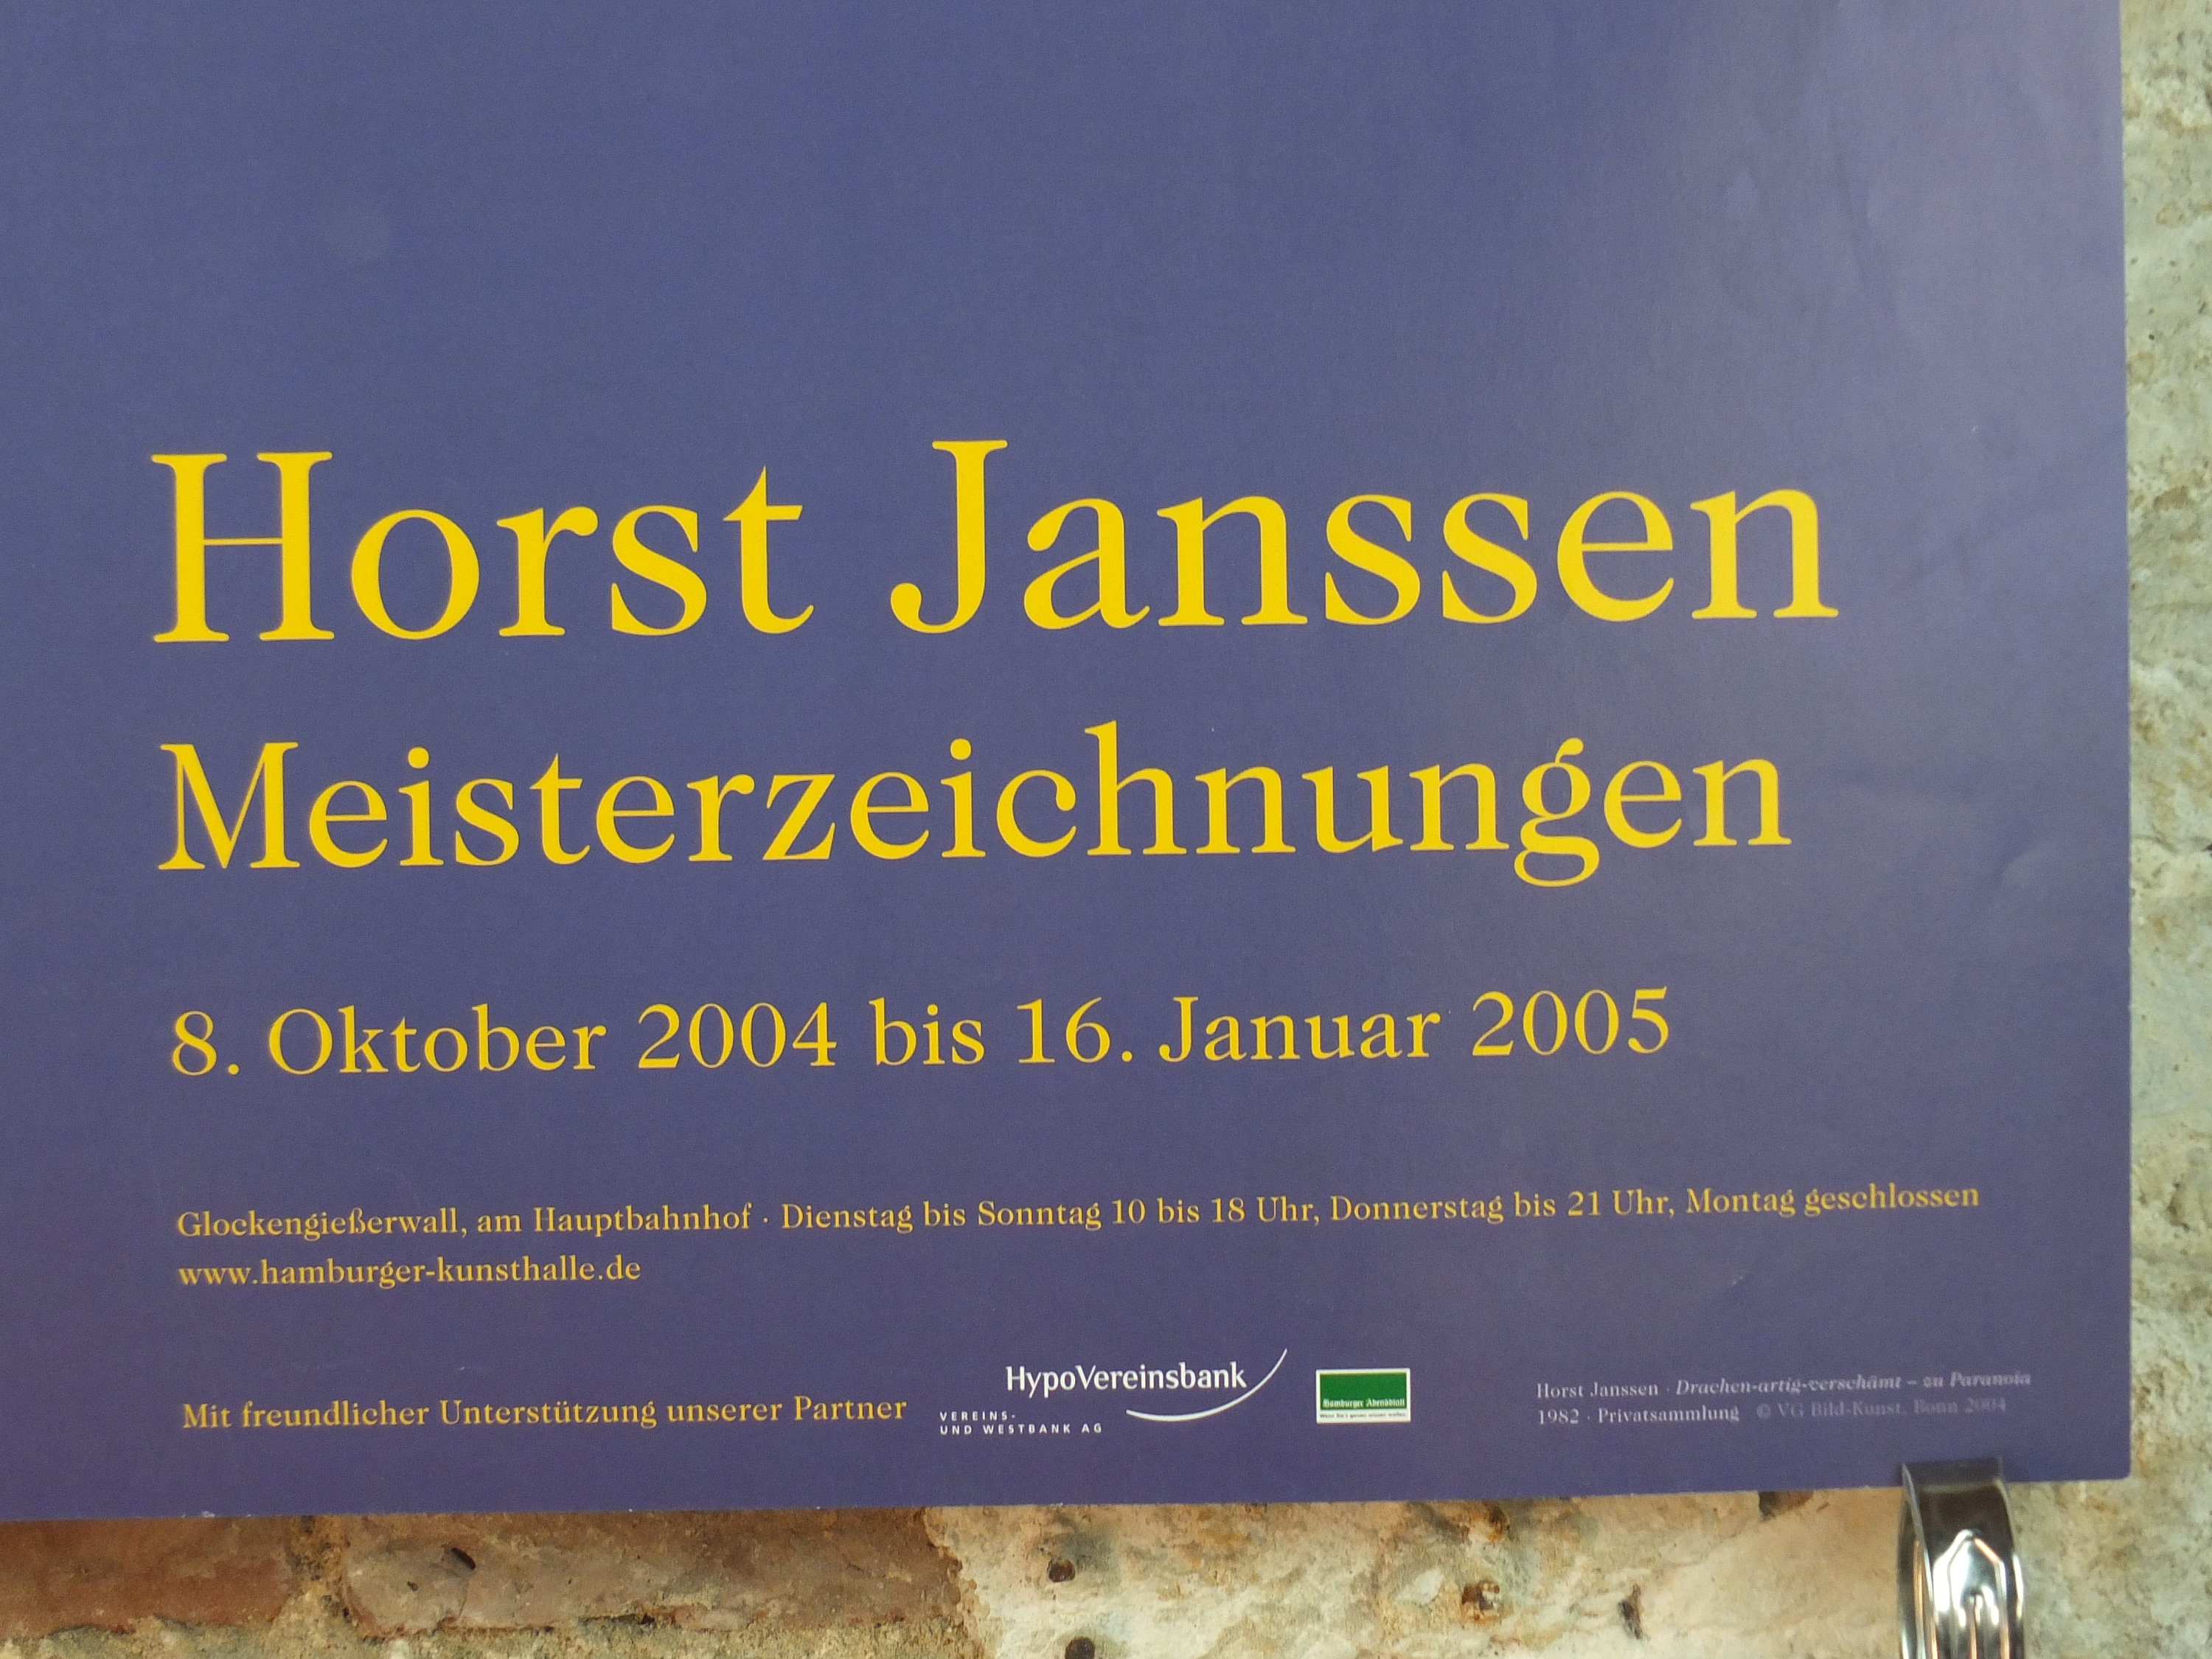 Horst Janssen
Meisterzeichnungen
8. Oktober 2004 bis 16. Januar 2005
Glockengießerwall, am Hauptbahnhof · Dienstag bis Sonntag 10 bis 18 Uhr, Donnerstag bis 21 Uhr, Montag geschlossen
www.hamburger-kunsthalle.de
Mit freundlicher Unterstützung unserer Partner
HypoVereinsbank
VEREINS-
UND WESTBANK AG
Hamburger Abendblatt
Horst Janssen · Drachen-artig-verschämt – zu Paranoia
1982 · Privatsammlung © VG Bild-Kunst, Bonn 2004